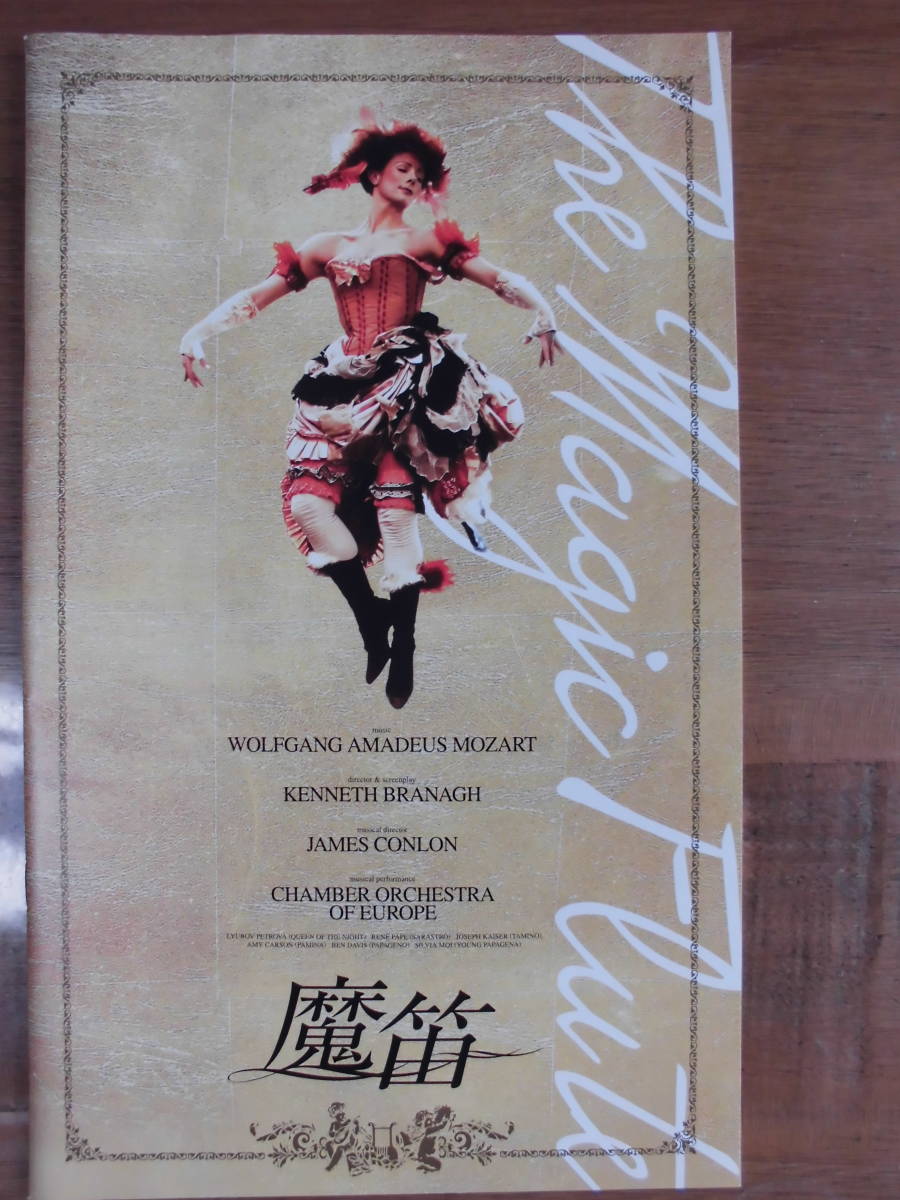 The Magic Flute
music
WOLFGANG AMADEUS MOZART
director & screenplay
KENNETH BRANAGH
musical director
JAMES CONLON
musical performance
CHAMBER ORCHESTRA
OF EUROPE
LYUBOV PETROVA (QUEEN OF THE NIGHT) RENÉ PAPE (SARASTRO) JOSEPH KAISER (TAMINO),
AMY CARSON (PAMINA) BEN DAVIS (PAPAGENO) SILVIA MOI (YOUNG PAPAGENA)
魔笛